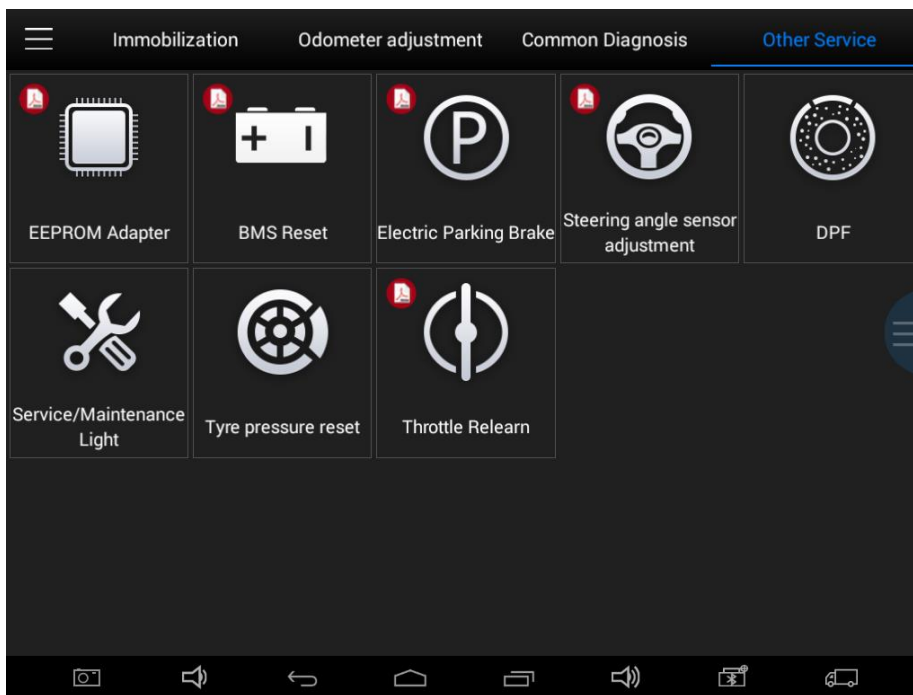 Immobilization Odometer adjustment Common Diagnosis Other Service
EEPROM Adapter
BMS Reset
Electric Parking Brake
Steering angle sensor
adjustment
DPF
Service/Maintenance
Light
Tyre pressure reset
Throttle Relearn
P